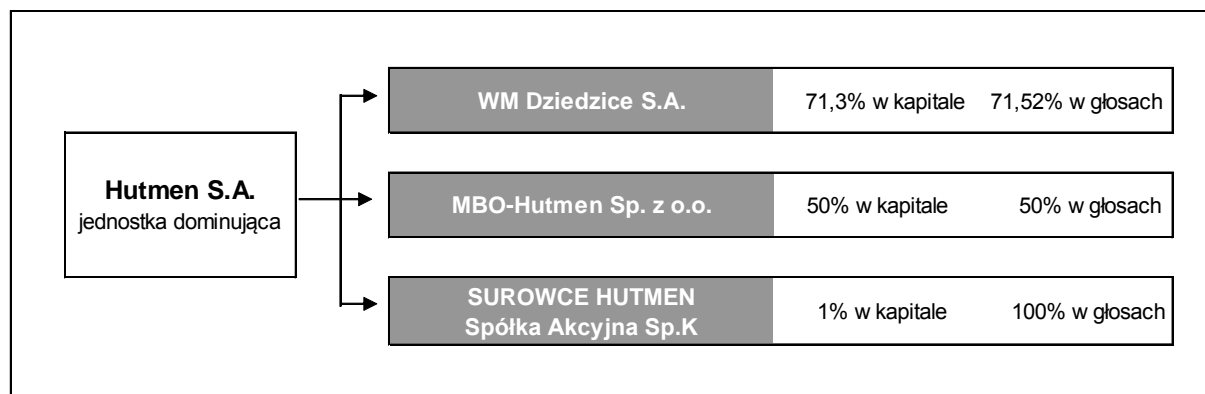 Hutmen S.A.
jednostka dominująca
WM Dziedzice S.A. 71,3% w kapitale 71,52% w głosach
MBO-Hutmen Sp. z o.o. 50% w kapitale 50% w głosach
SUROWCE HUTMEN
Spółka Akcyjna Sp.K 1% w kapitale 100% w głosach